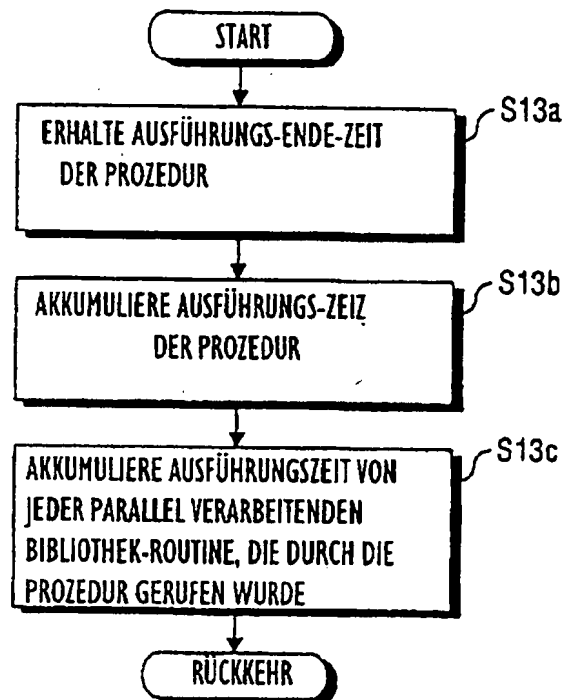 START
ERHALTE AUSFÜHRUNGS-ENDE-ZEIT
DER PROZEDUR
S13a
AKKUMULIERE AUSFÜHRUNGS-ZEIZ
DER PROZEDUR
S13b
AKKUMULIERE AUSFÜHRUNGSZEIT VON
JEDER PARALLEL VERARBEITENDEN
BIBLIOTHEK-ROUTINE, DIE DURCH DIE
PROZEDUR GERUFEN WURDE
S13c
RÜCKKEHR